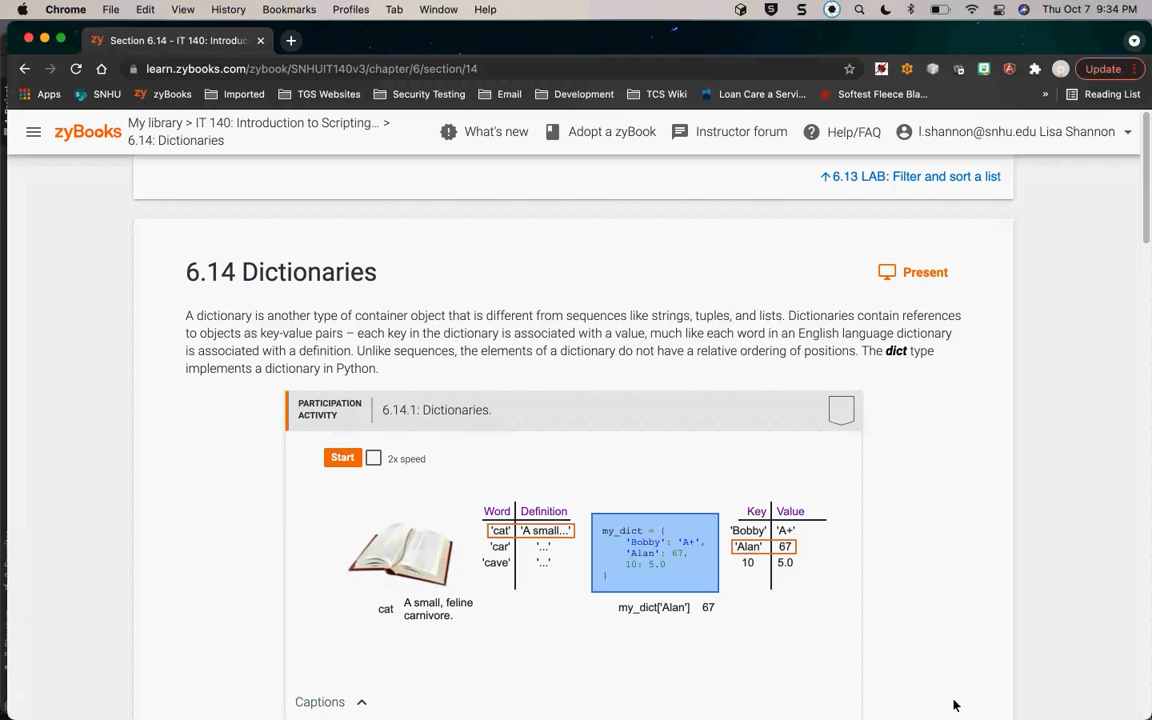 Chrome File Edit View History Bookmarks Profiles Tab Window Help Thu Oct 7 9:34 PM
zy Section 6.14 - IT 140: Introduc
learn.zybooks.com/zybook/SNHUIT140v3/chapter/6/section/14 Update
Apps SNHU zy zyBooks Imported TGS Websites Security Testing Email Development TCS Wiki Loan Care a Servi... Softest Fleece Bla... » Reading List
zyBooks My library > IT 140: Introduction to Scripting... > What's new Adopt a zyBook Instructor forum Help/FAQ l.shannon@snhu.edu Lisa Shannon
6.14: Dictionaries
↑6.13 LAB: Filter and sort a list
6.14 Dictionaries Present
A dictionary is another type of container object that is different from sequences like strings, tuples, and lists. Dictionaries contain references
to objects as key-value pairs – each key in the dictionary is associated with a value, much like each word in an English language dictionary
is associated with a definition. Unlike sequences, the elements of a dictionary do not have a relative ordering of positions. The dict type
implements a dictionary in Python.
PARTICIPATION
ACTIVITY
6.14.1: Dictionaries.
Start 2x speed
Word Definition
'cat' 'A small...'
'car' '...'
'cave' '...'
cat A small, feline
carnivore.
my_dict = {
'Bobby': 'A+',
'Alan': 67,
10: 5.0
}
my_dict['Alan'] 67
Key Value
'Bobby' 'A+'
'Alan' 67
10 5.0
Captions